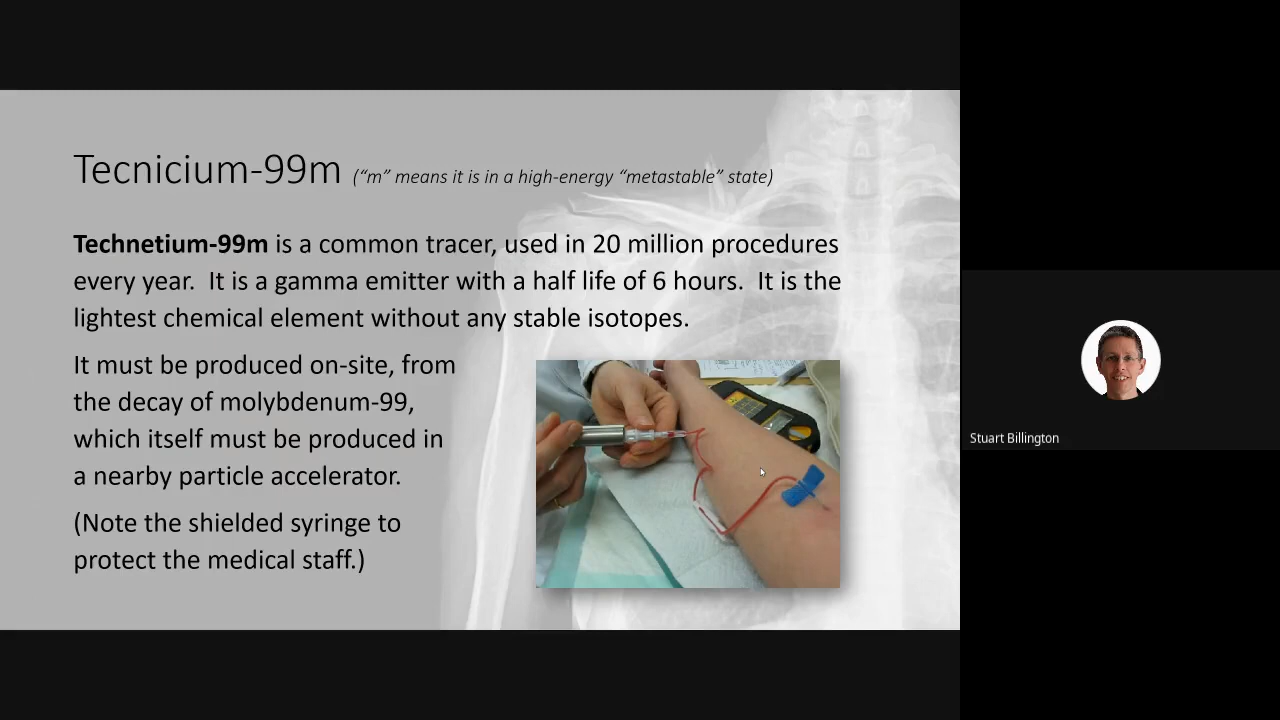 Tecnicium-99m (“m” means it is in a high-energy “metastable” state)
Technetium-99m is a common tracer, used in 20 million procedures
every year.  It is a gamma emitter with a half life of 6 hours.  It is the
lightest chemical element without any stable isotopes.
It must be produced on-site, from
the decay of molybdenum-99,
which itself must be produced in
a nearby particle accelerator.
(Note the shielded syringe to
protect the medical staff.)
Stuart Billington